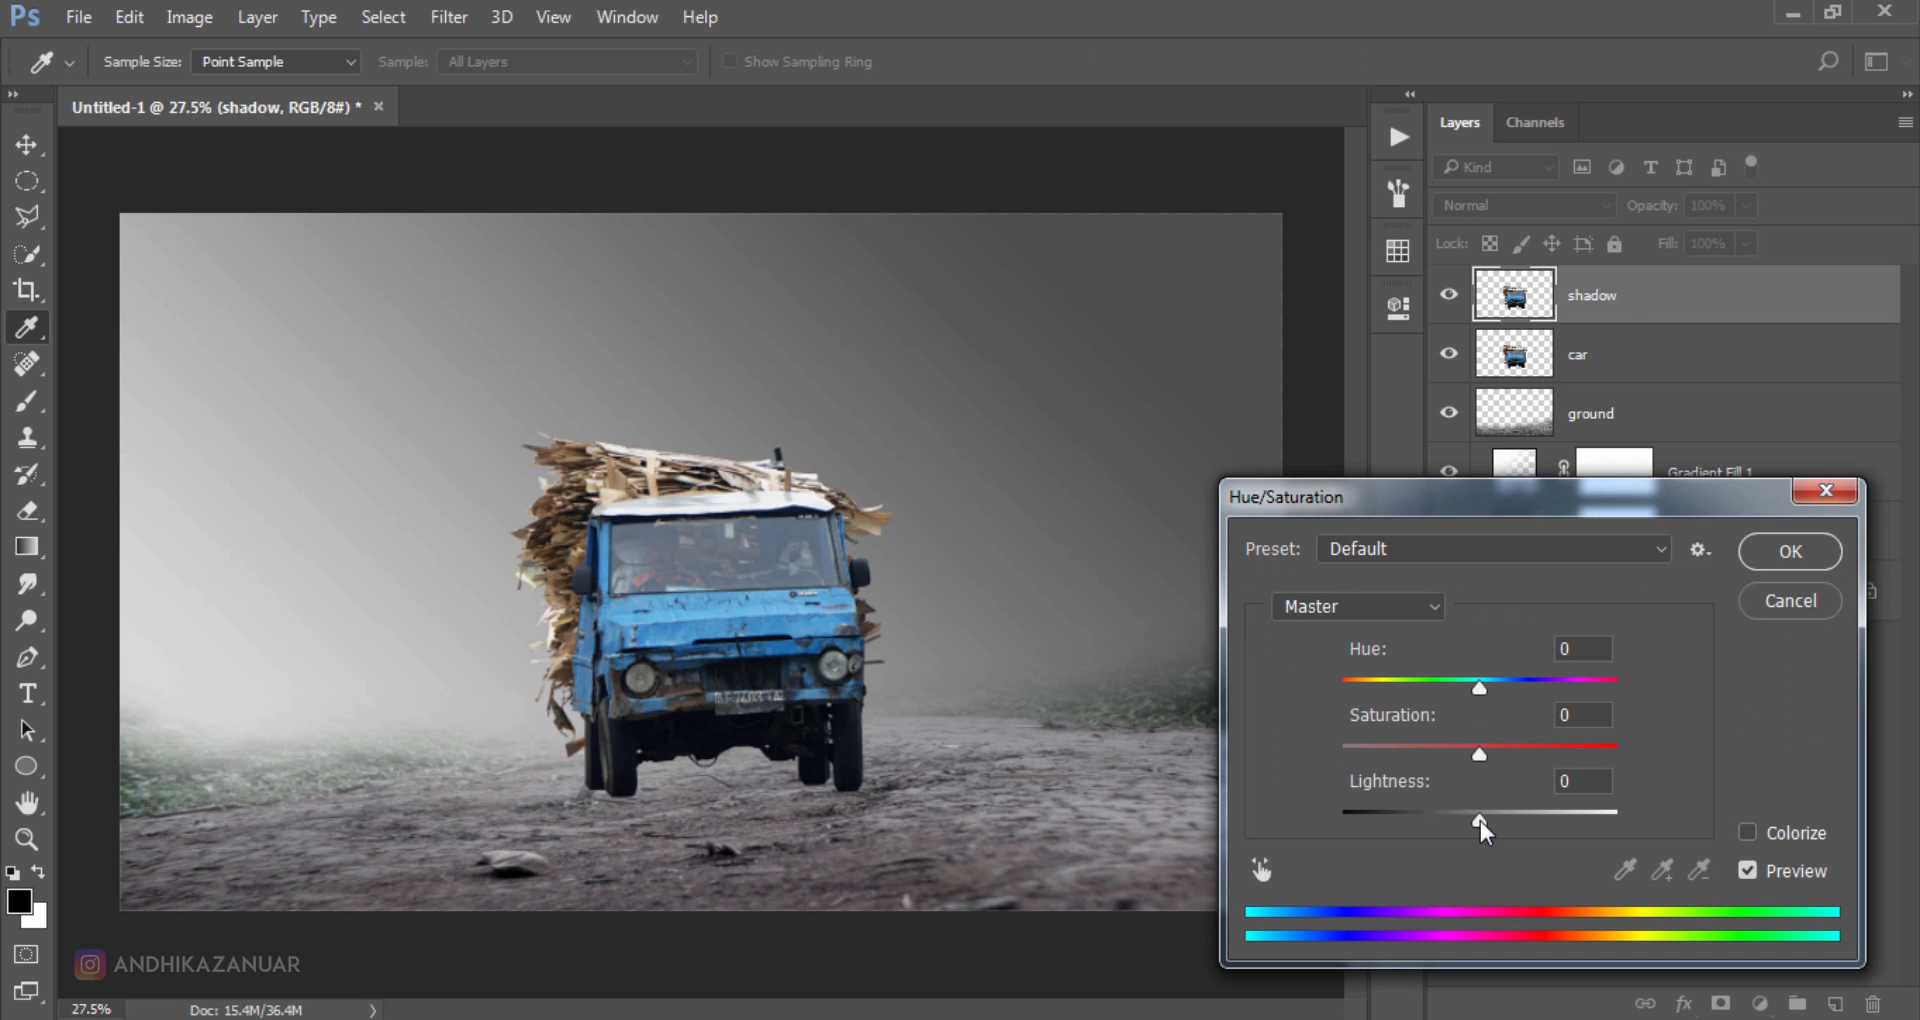 Ps File Edit Image Layer Type Select Filter 3D View Window Help
Sample Size: Point Sample Sample: All Layers Show Sampling Ring
Untitled-1 @ 27.5% (shadow, RGB/8#) *
Layers Channels
Kind
Normal Opacity: 100%
Lock: Fill: 100%
shadow
car
ground
Gradient Fill 1
Hue/Saturation
Preset: Default
OK
Cancel
Master
Hue: 0
Saturation: 0
Lightness: 0
Colorize
Preview
ANDHIKAZANUAR
27.5% Doc: 15.4M/36.4M
fx